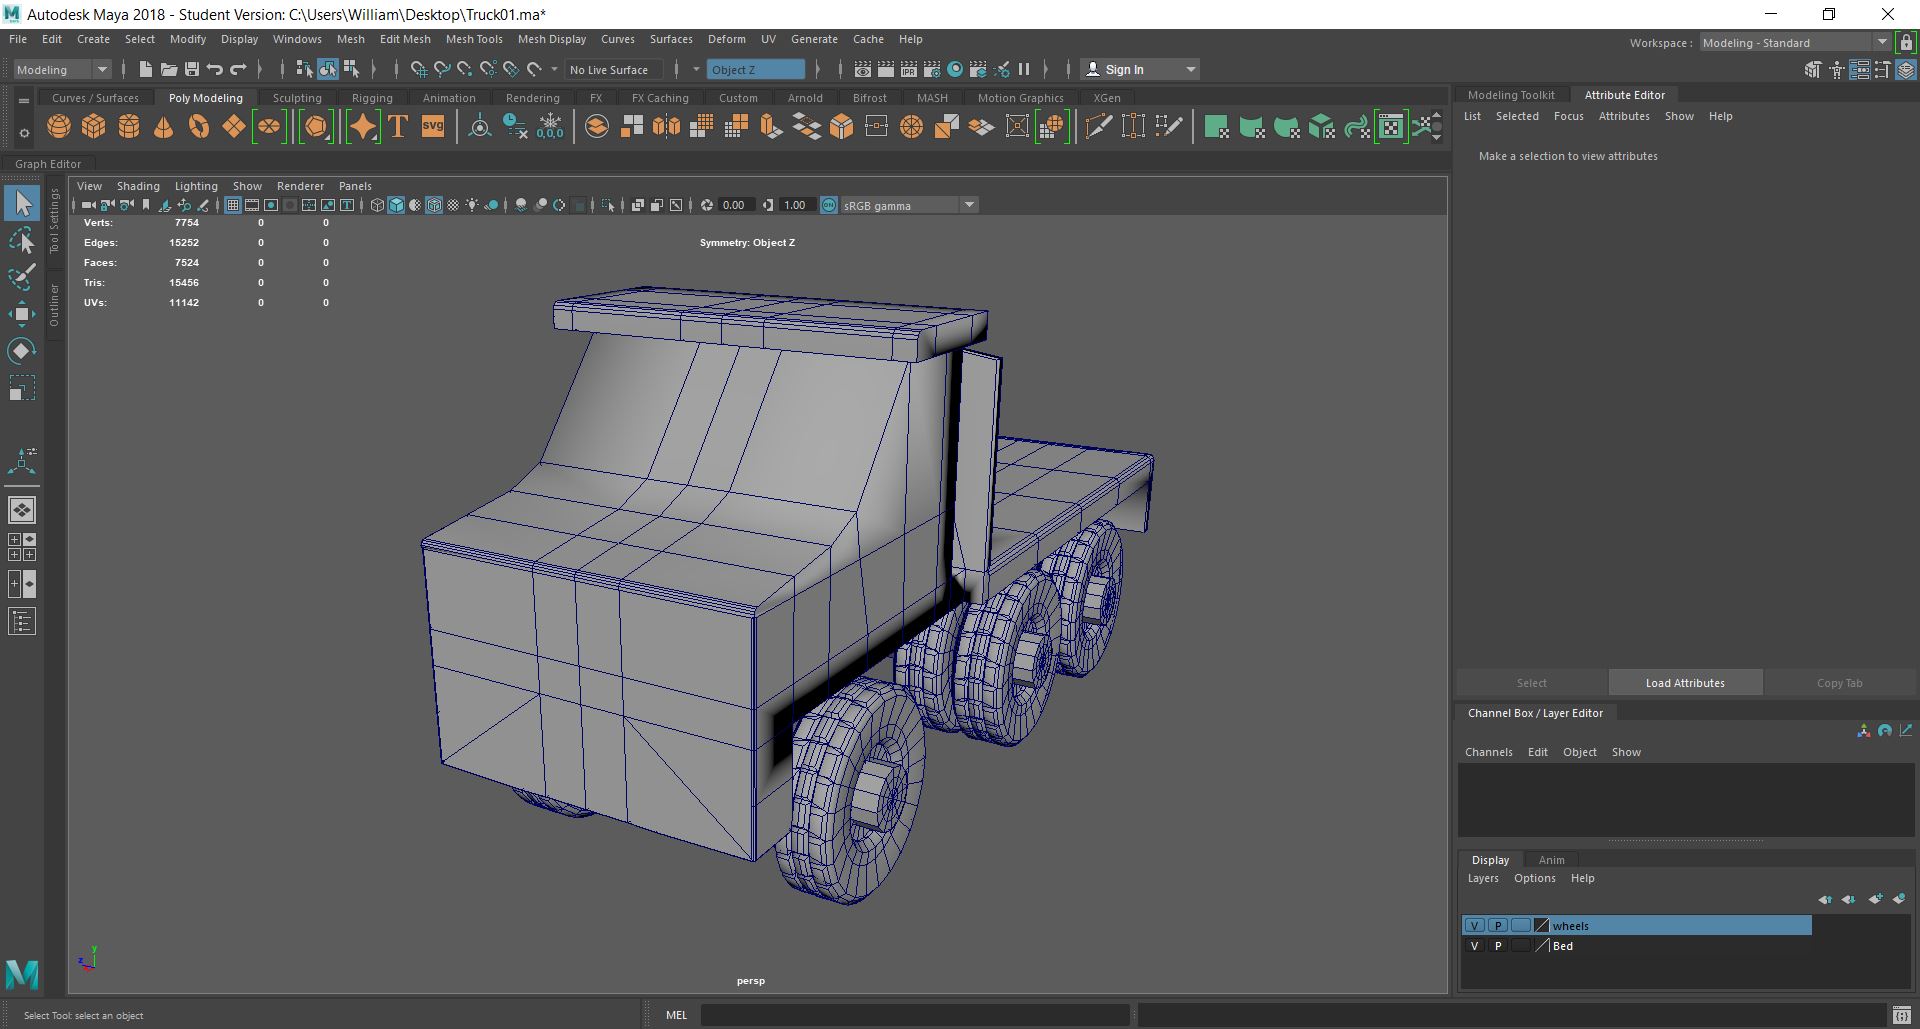 Autodesk Maya 2018 - Student Version: C:\Users\William\Desktop\Truck01.ma*
File Edit Create Select Modify Display Windows Mesh Edit Mesh Mesh Tools Mesh Display Curves Surfaces Deform UV Generate Cache Help
Workspace : Modeling - Standard
Modeling No Live Surface Object Z Sign In
Curves / Surfaces Poly Modeling Sculpting Rigging Animation Rendering FX FX Caching Custom Arnold Bifrost MASH Motion Graphics XGen
Modeling Toolkit Attribute Editor
List Selected Focus Attributes Show Help
IPR
T SVG 0,0,0
Make a selection to view attributes
Graph Editor
View Shading Lighting Show Renderer Panels
0.00 1.00 ON sRGB gamma
Tool Settings
Outliner
Verts: 7754 0 0
Edges: 15252 0 0
Faces: 7524 0 0
Tris: 15456 0 0
UVs: 11142 0 0
Symmetry: Object Z
Select Load Attributes Copy Tab
Channel Box / Layer Editor
Channels Edit Object Show
Display Anim
Layers Options Help
V P wheels
V P Bed
y
z
persp
Select Tool: select an object
MEL